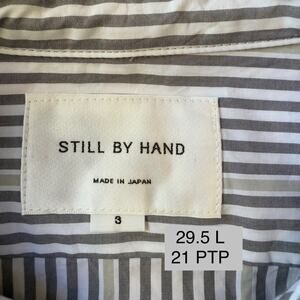 STILL BY HAND
MADE IN JAPAN
3
29.5 L
21 PTP